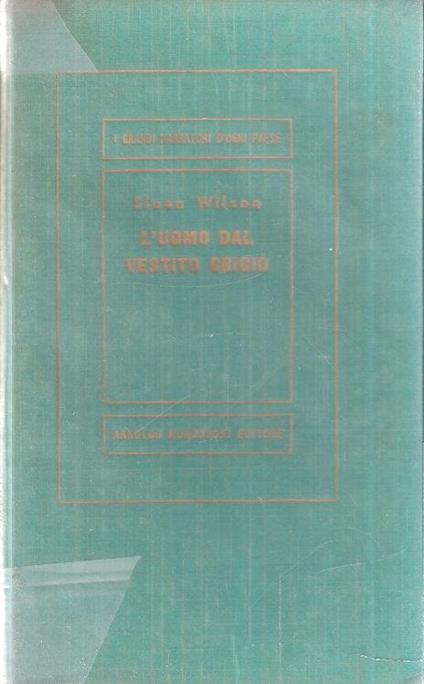 I GRANDI NARRATORI D'OGNI PAESE
Sloan Wilson
L'UOMO DAL
VESTITO GRIGIO
ARNOLDO MONDADORI EDITORE